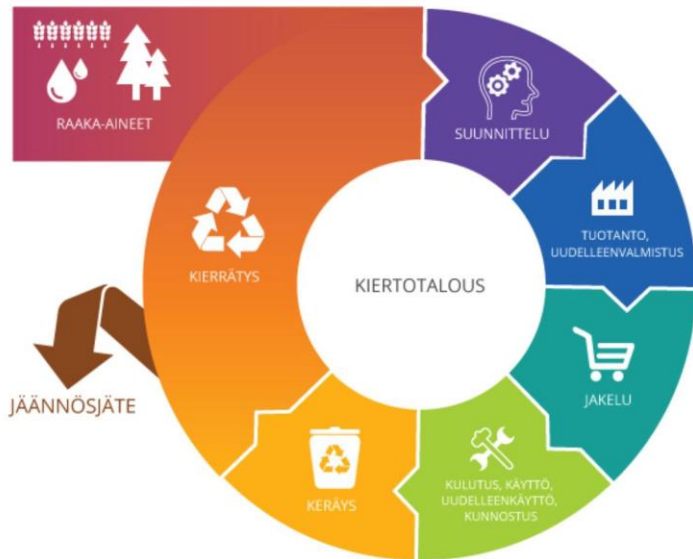 RAAKA-AINEET
SUUNNITTELU
TUOTANTO,
UUDELLEENVALMISTUS
KIERRÄTYS
KIERTOTALOUS
JAKELU
JÄÄNNÖSJÄTE
KULUTUS, KÄYTTÖ,
UUDELLEENKÄYTTÖ,
KUNNOSTUS
KERÄYS